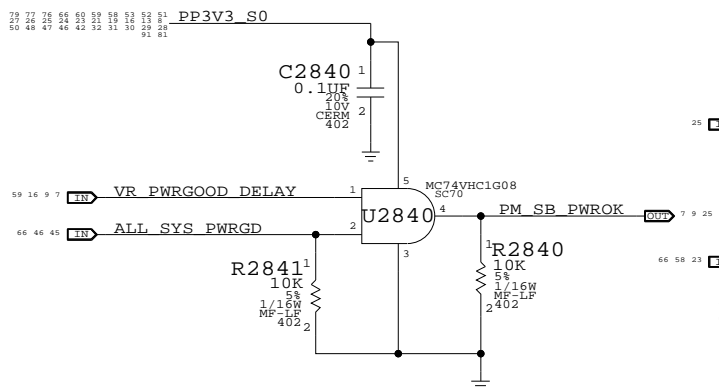 79 77 76 66 60 59 58 53 52 51
27 26 25 24 23 21 19 16 13 8
50 48 47 46 42 32 31 30 29 28
91 81
PP3V3_S0
C2840
0.1UF
20%
10V
CERM
402
1
2
25
59 16 9 7 IN VR_PWRGOOD_DELAY
66 46 45 IN ALL_SYS_PWRGD
1
2
5
U2840
MC74VHC1G08
SC70
4
3
PM_SB_PWROK
OUT 7 9 25
R2841
10K
5%
1/16W
MF-LF
402
1
2
R2840
10K
5%
1/16W
MF-LF
402
1
2
66 58 23